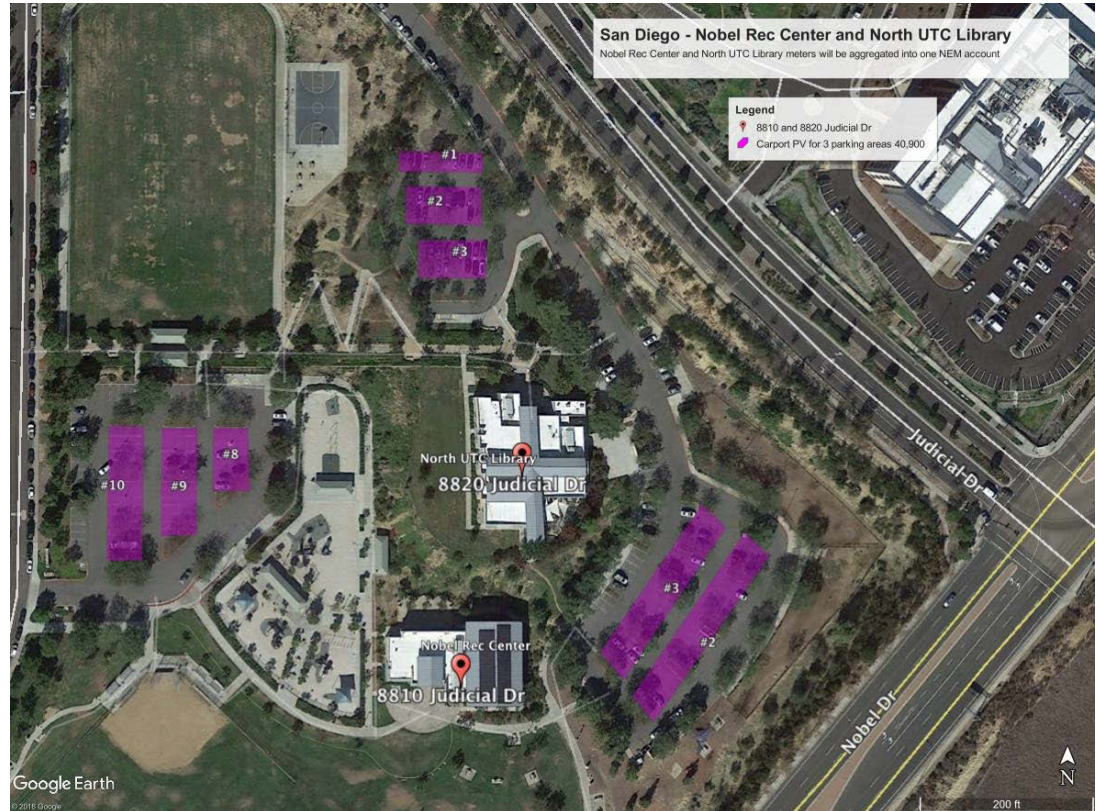 San Diego - Nobel Rec Center and North UTC Library
Nobel Rec Center and North UTC Library meters will be aggregated into one NEM account
Legend
8810 and 8820 Judicial Dr
Carport PV for 3 parking areas 40,900
#1
#2
#3
#8
#9
#10
North UTC Library
8820 Judicial Dr
Judicial Dr
#3
#2
Nobel Rec Center
8810 Judicial Dr
Nobel Dr
N
Google Earth
© 2018 Google
200 ft